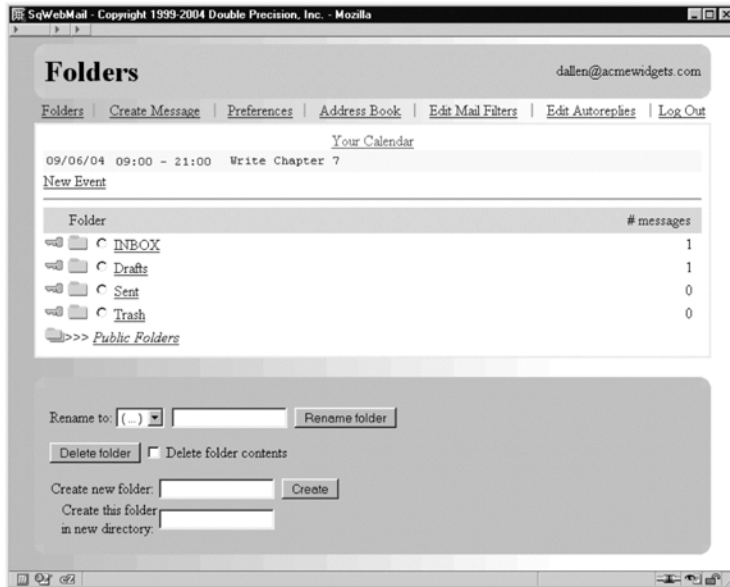 SqWebMail - Copyright 1999-2004 Double Precision, Inc. - Mozilla
Folders
dallen@acmewidgets.com
Folders | Create Message | Preferences | Address Book | Edit Mail Filters | Edit Autoreplies | Log Out
Your Calendar
09/06/04 09:00 - 21:00 Write Chapter 7
New Event
Folder # messages
INBOX 1
Drafts 1
Sent 0
Trash 0
>>> Public Folders
Rename to: (...) Rename folder
Delete folder Delete folder contents
Create new folder: Create
Create this folder
in new directory: